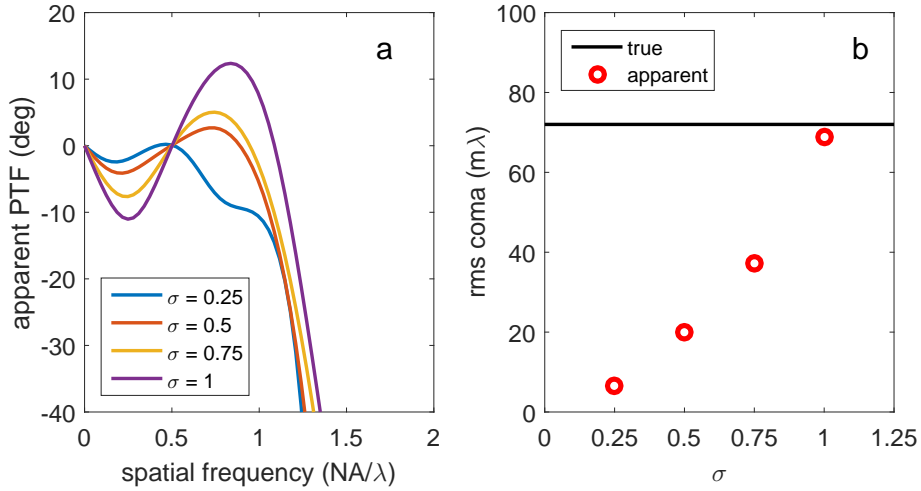 a
apparent PTF (deg)
20
10
0
-10
-20
-30
-40
σ = 0.25
σ = 0.5
σ = 0.75
σ = 1
0
0.5
1
1.5
2
spatial frequency (NA/λ)
b
rms coma (mλ)
100
80
60
40
20
0
true
apparent
0
0.25
0.5
0.75
1
1.25
σ